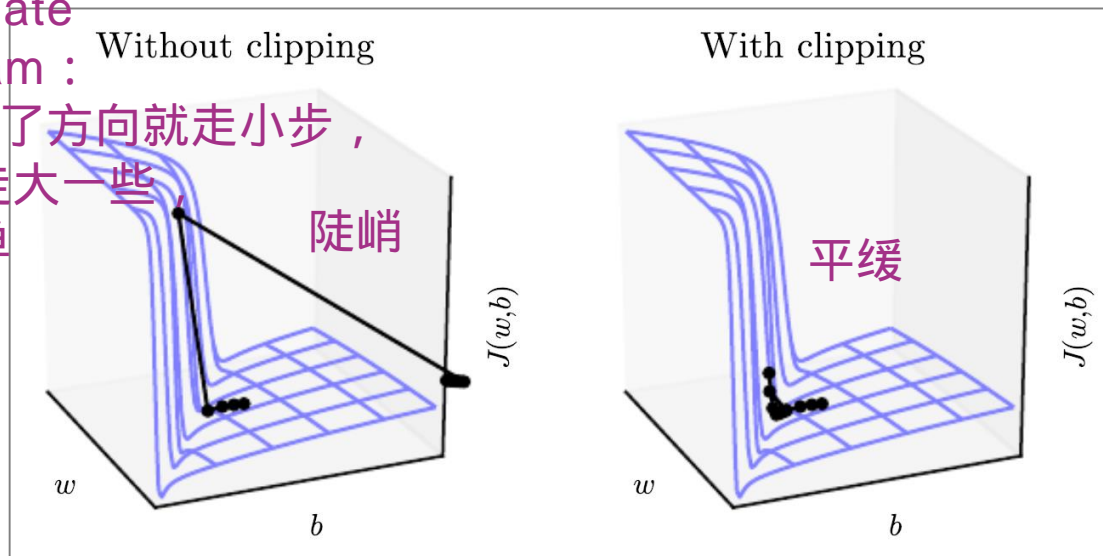 ate
Without clipping
With clipping
m：
了方向就走小步，
大一些，
陡峭
平缓
J(w,b)
J(w,b)
w
b
w
b